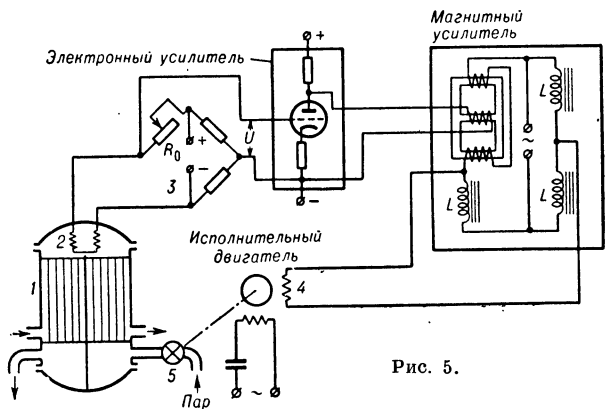 Магнитный
усилитель
Электронный усилитель
+
R₀
+
−
3
U
−
~
L
L
L
2
1
Исполнительный
двигатель
4
5
Пар
~
Рис. 5.